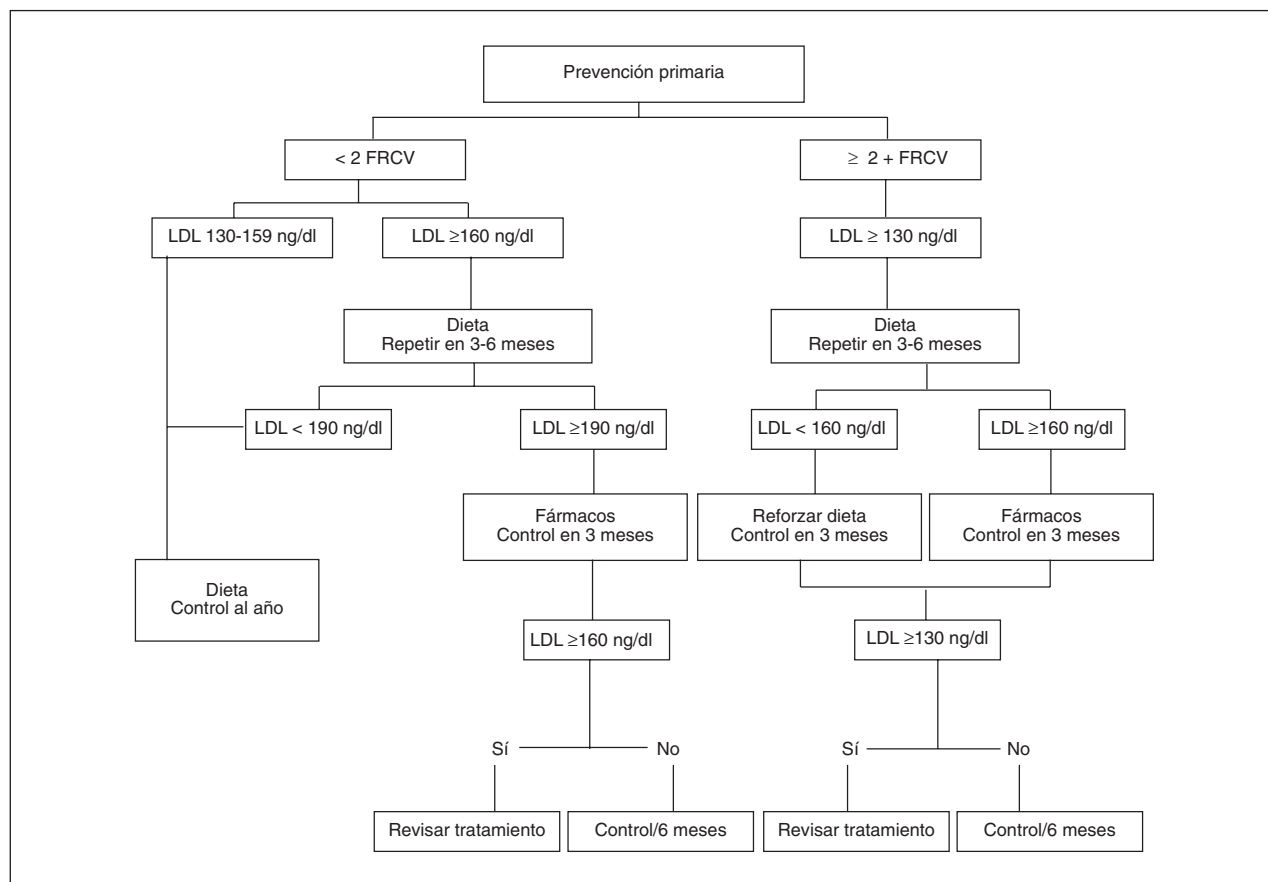 Prevención primaria
< 2 FRCV
≥ 2 + FRCV
LDL 130-159 ng/dl
LDL ≥160 ng/dl
LDL ≥ 130 ng/dl
Dieta
Repetir en 3-6 meses
Dieta
Repetir en 3-6 meses
LDL < 190 ng/dl
LDL ≥190 ng/dl
LDL < 160 ng/dl
LDL ≥160 ng/dl
Fármacos
Control en 3 meses
Reforzar dieta
Control en 3 meses
Fármacos
Control en 3 meses
Dieta
Control al año
LDL ≥160 ng/dl
LDL ≥130 ng/dl
Sí
No
Sí
No
Revisar tratamiento
Control/6 meses
Revisar tratamiento
Control/6 meses